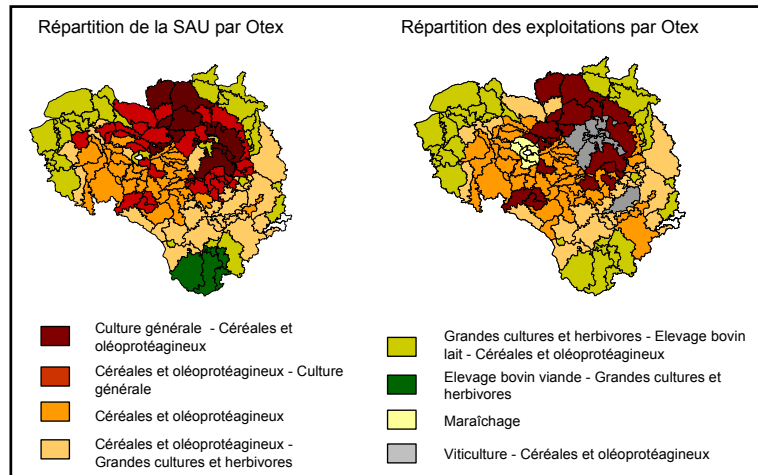 Répartition de la SAU par Otex
Répartition des exploitations par Otex
Culture générale - Céréales et
oléoprotéagineux
Céréales et oléoprotéagineux - Culture
générale
Céréales et oléoprotéagineux
Céréales et oléoprotéagineux -
Grandes cultures et herbivores
Grandes cultures et herbivores - Elevage bovin
lait - Céréales et oléoprotéagineux
Elevage bovin viande - Grandes cultures et
herbivores
Maraîchage
Viticulture - Céréales et oléoprotéagineux